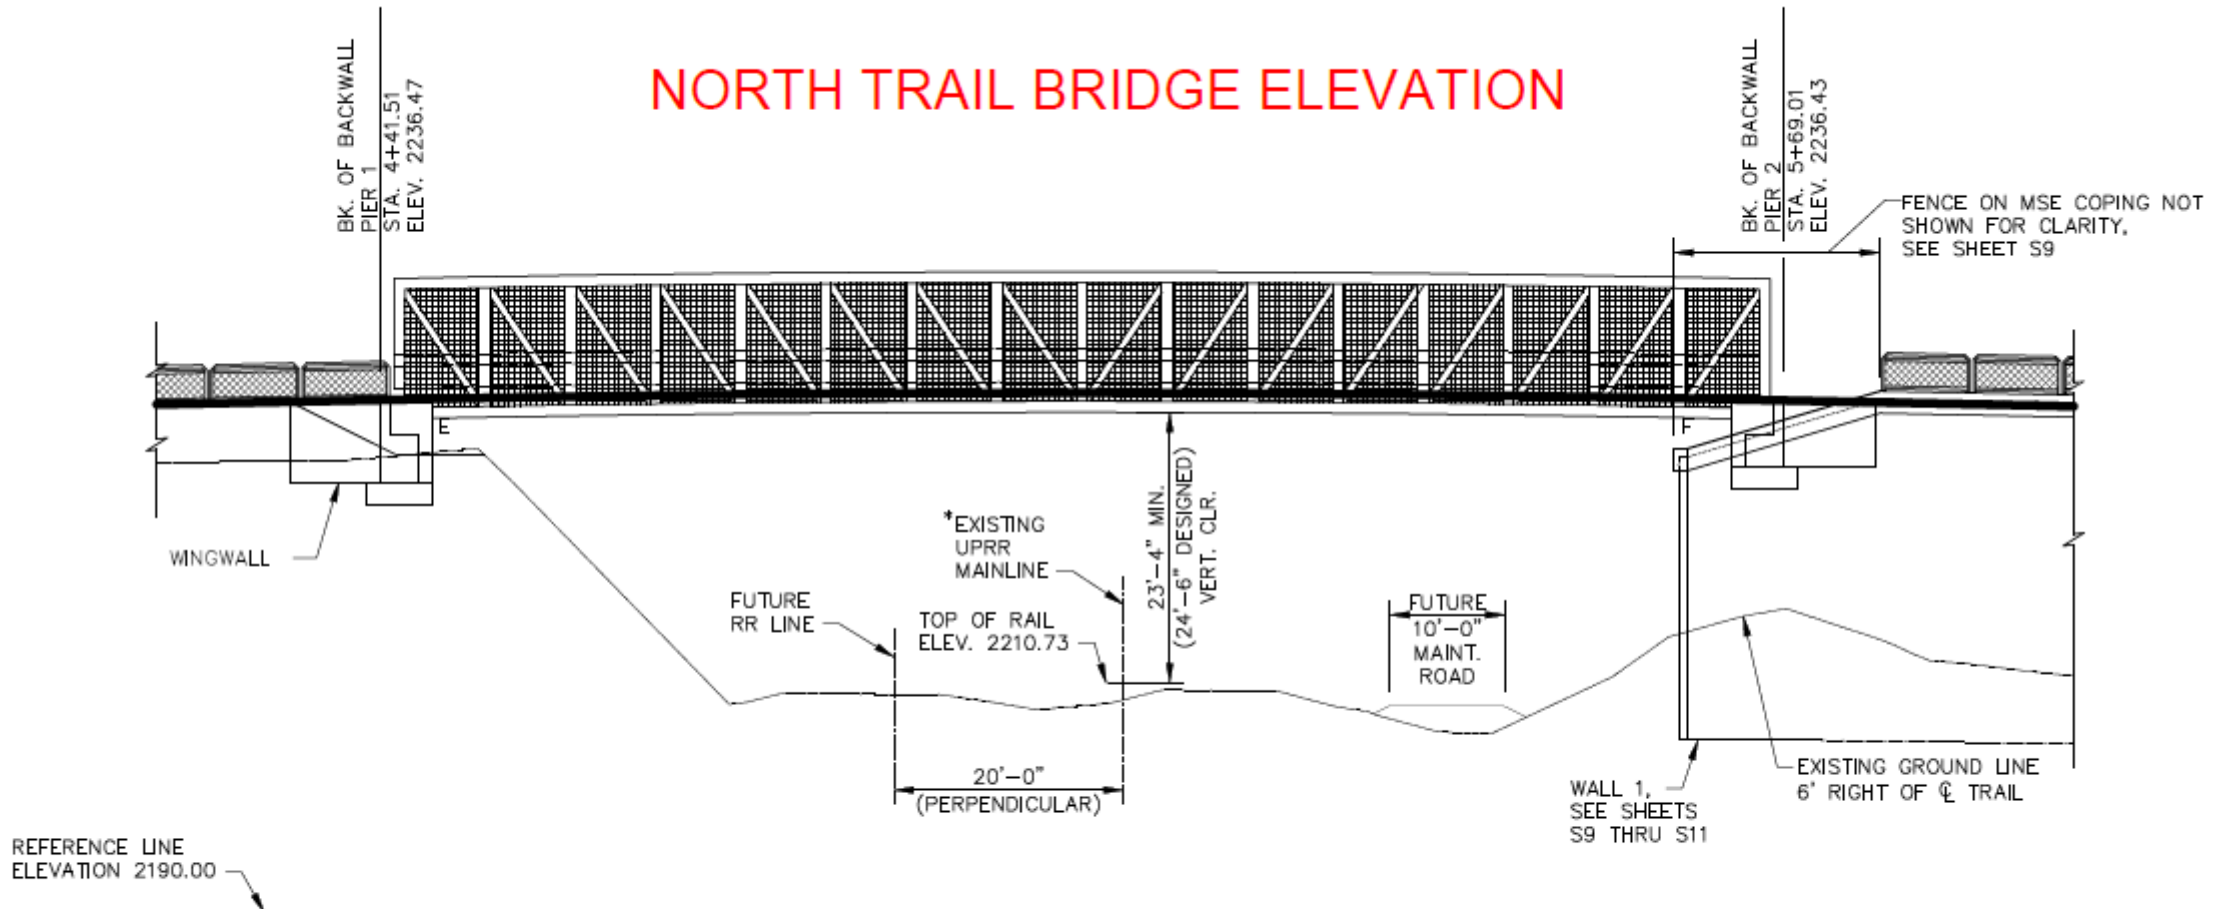 NORTH TRAIL BRIDGE ELEVATION
BK. OF BACKWALL
PIER 1
STA. 4+41.51
ELEV. 2236.47
BK. OF BACKWALL
PIER 2
STA. 5+69.01
ELEV. 2236.43
FENCE ON MSE COPING NOT
SHOWN FOR CLARITY,
SEE SHEET S9
E
F
WINGWALL
*EXISTING
UPRR
MAINLINE
23'-4" MIN.
(24'-6" DESIGNED)
VERT. CLR.
FUTURE
RR LINE
TOP OF RAIL
ELEV. 2210.73
FUTURE
10'-0"
MAINT.
ROAD
20'-0"
(PERPENDICULAR)
WALL 1,
SEE SHEETS
S9 THRU S11
EXISTING GROUND LINE
6' RIGHT OF ℄ TRAIL
REFERENCE LINE
ELEVATION 2190.00